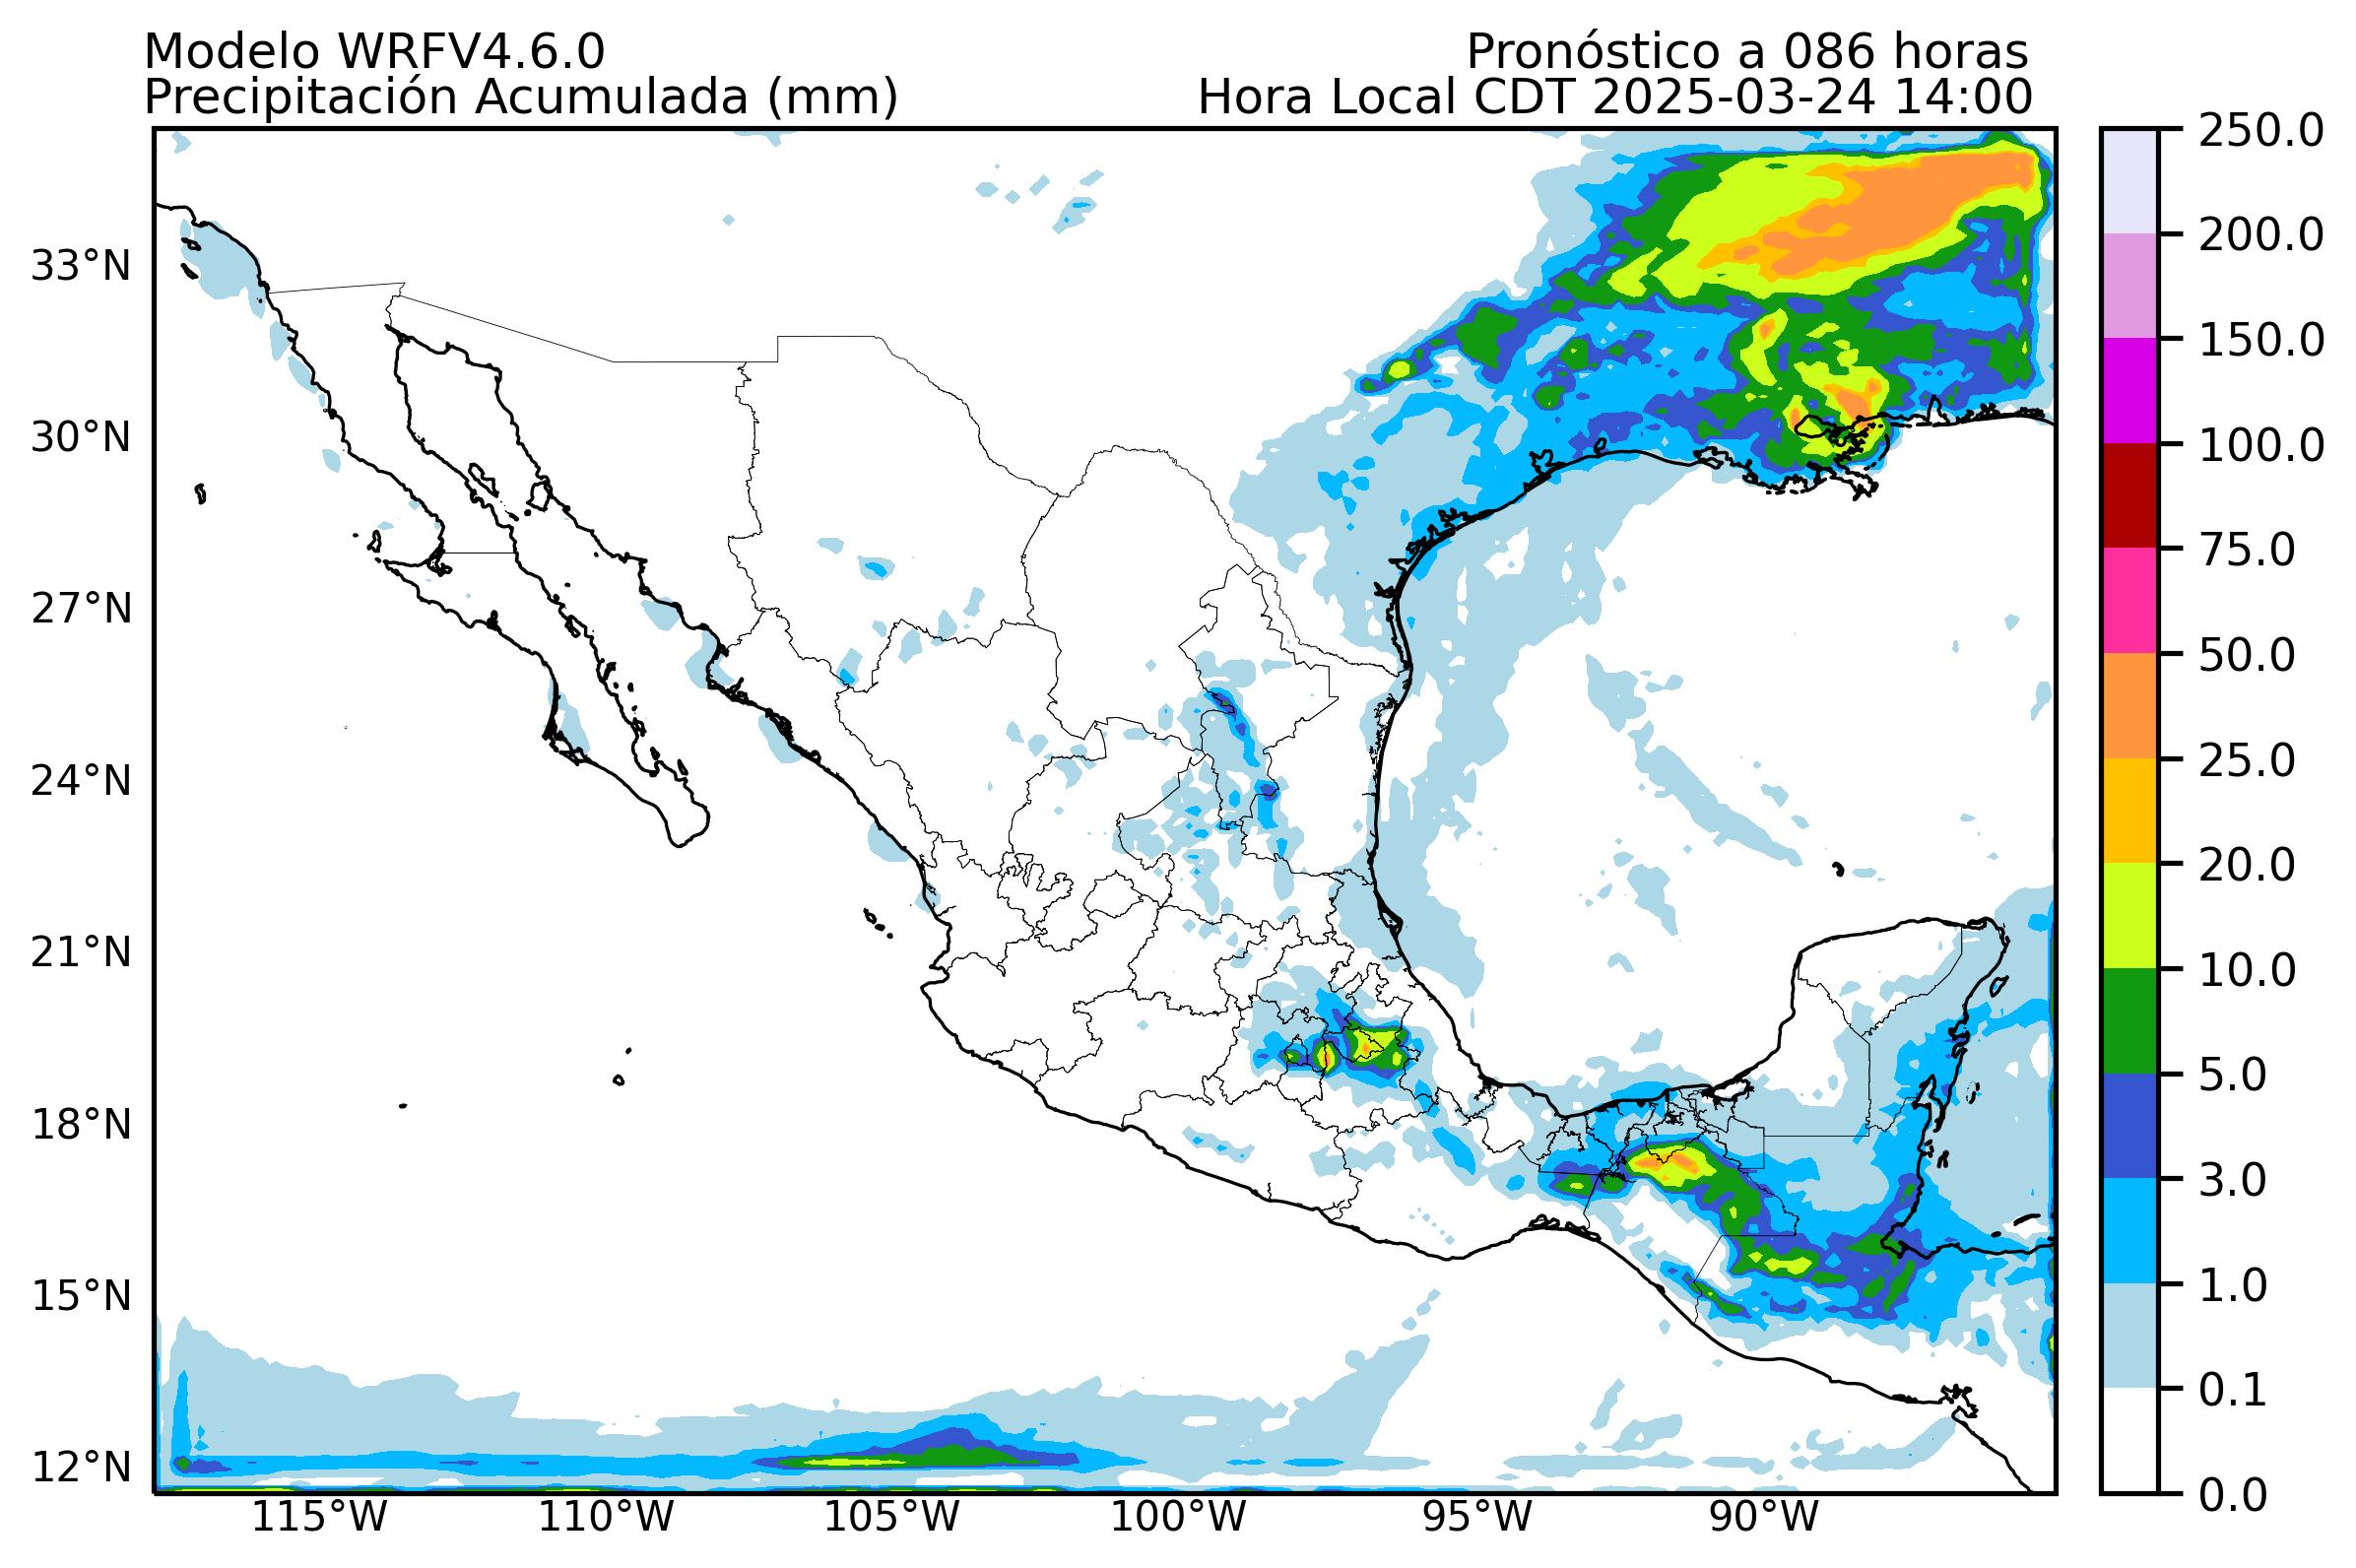 Modelo WRFV4.6.0
Pronóstico a 086 horas
Precipitación Acumulada (mm)
Hora Local CDT 2025-03-24 14:00
33°N
30°N
27°N
24°N
21°N
18°N
15°N
12°N
115°W
110°W
105°W
100°W
95°W
90°W
250.0
200.0
150.0
100.0
75.0
50.0
25.0
20.0
10.0
5.0
3.0
1.0
0.1
0.0